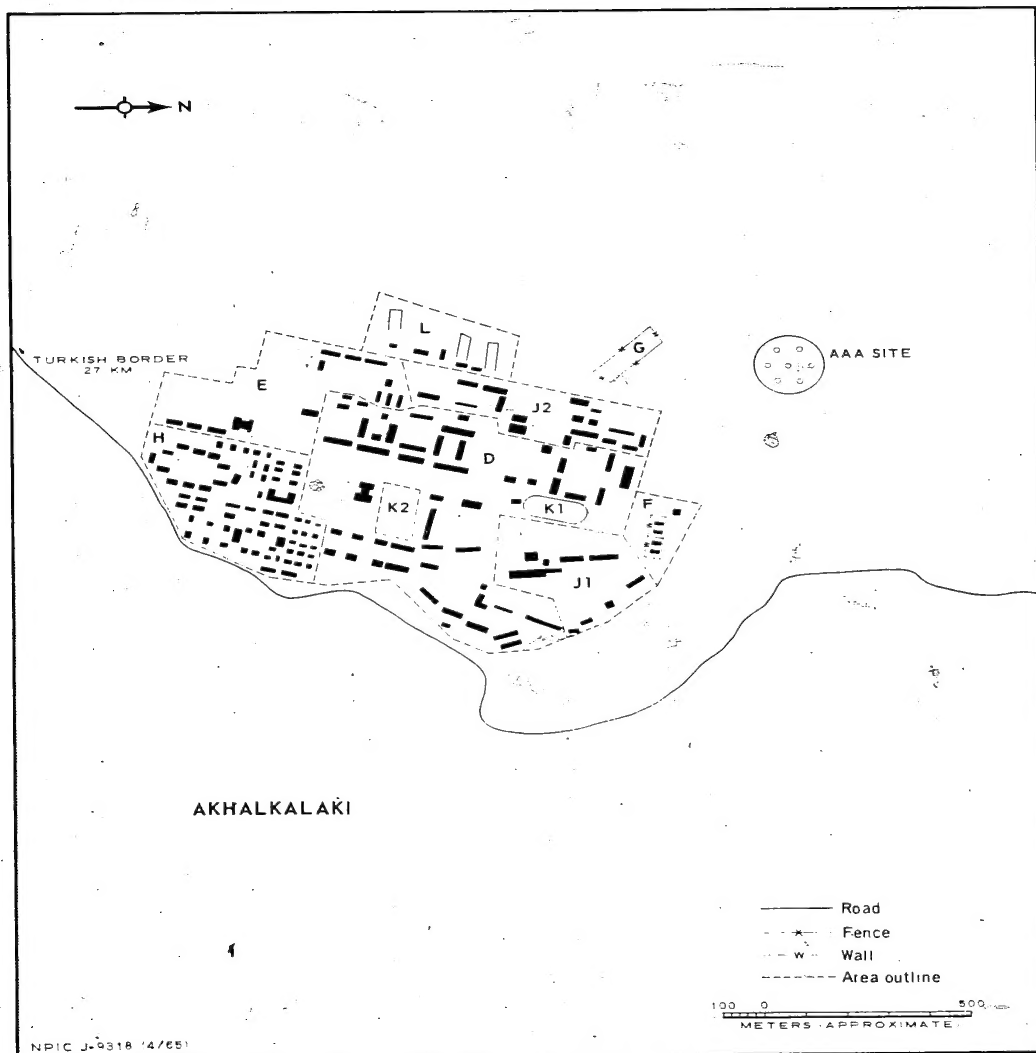 N
L
G
TURKISH BORDER
27 KM
AAA SITE
E
J2
H
D
K2
K1
F
J1
AKHALKALAKI
Road
x Fence
w Wall
Area outline
100 0 500
METERS (APPROXIMATE)
NPIC J-9318 (4/65)